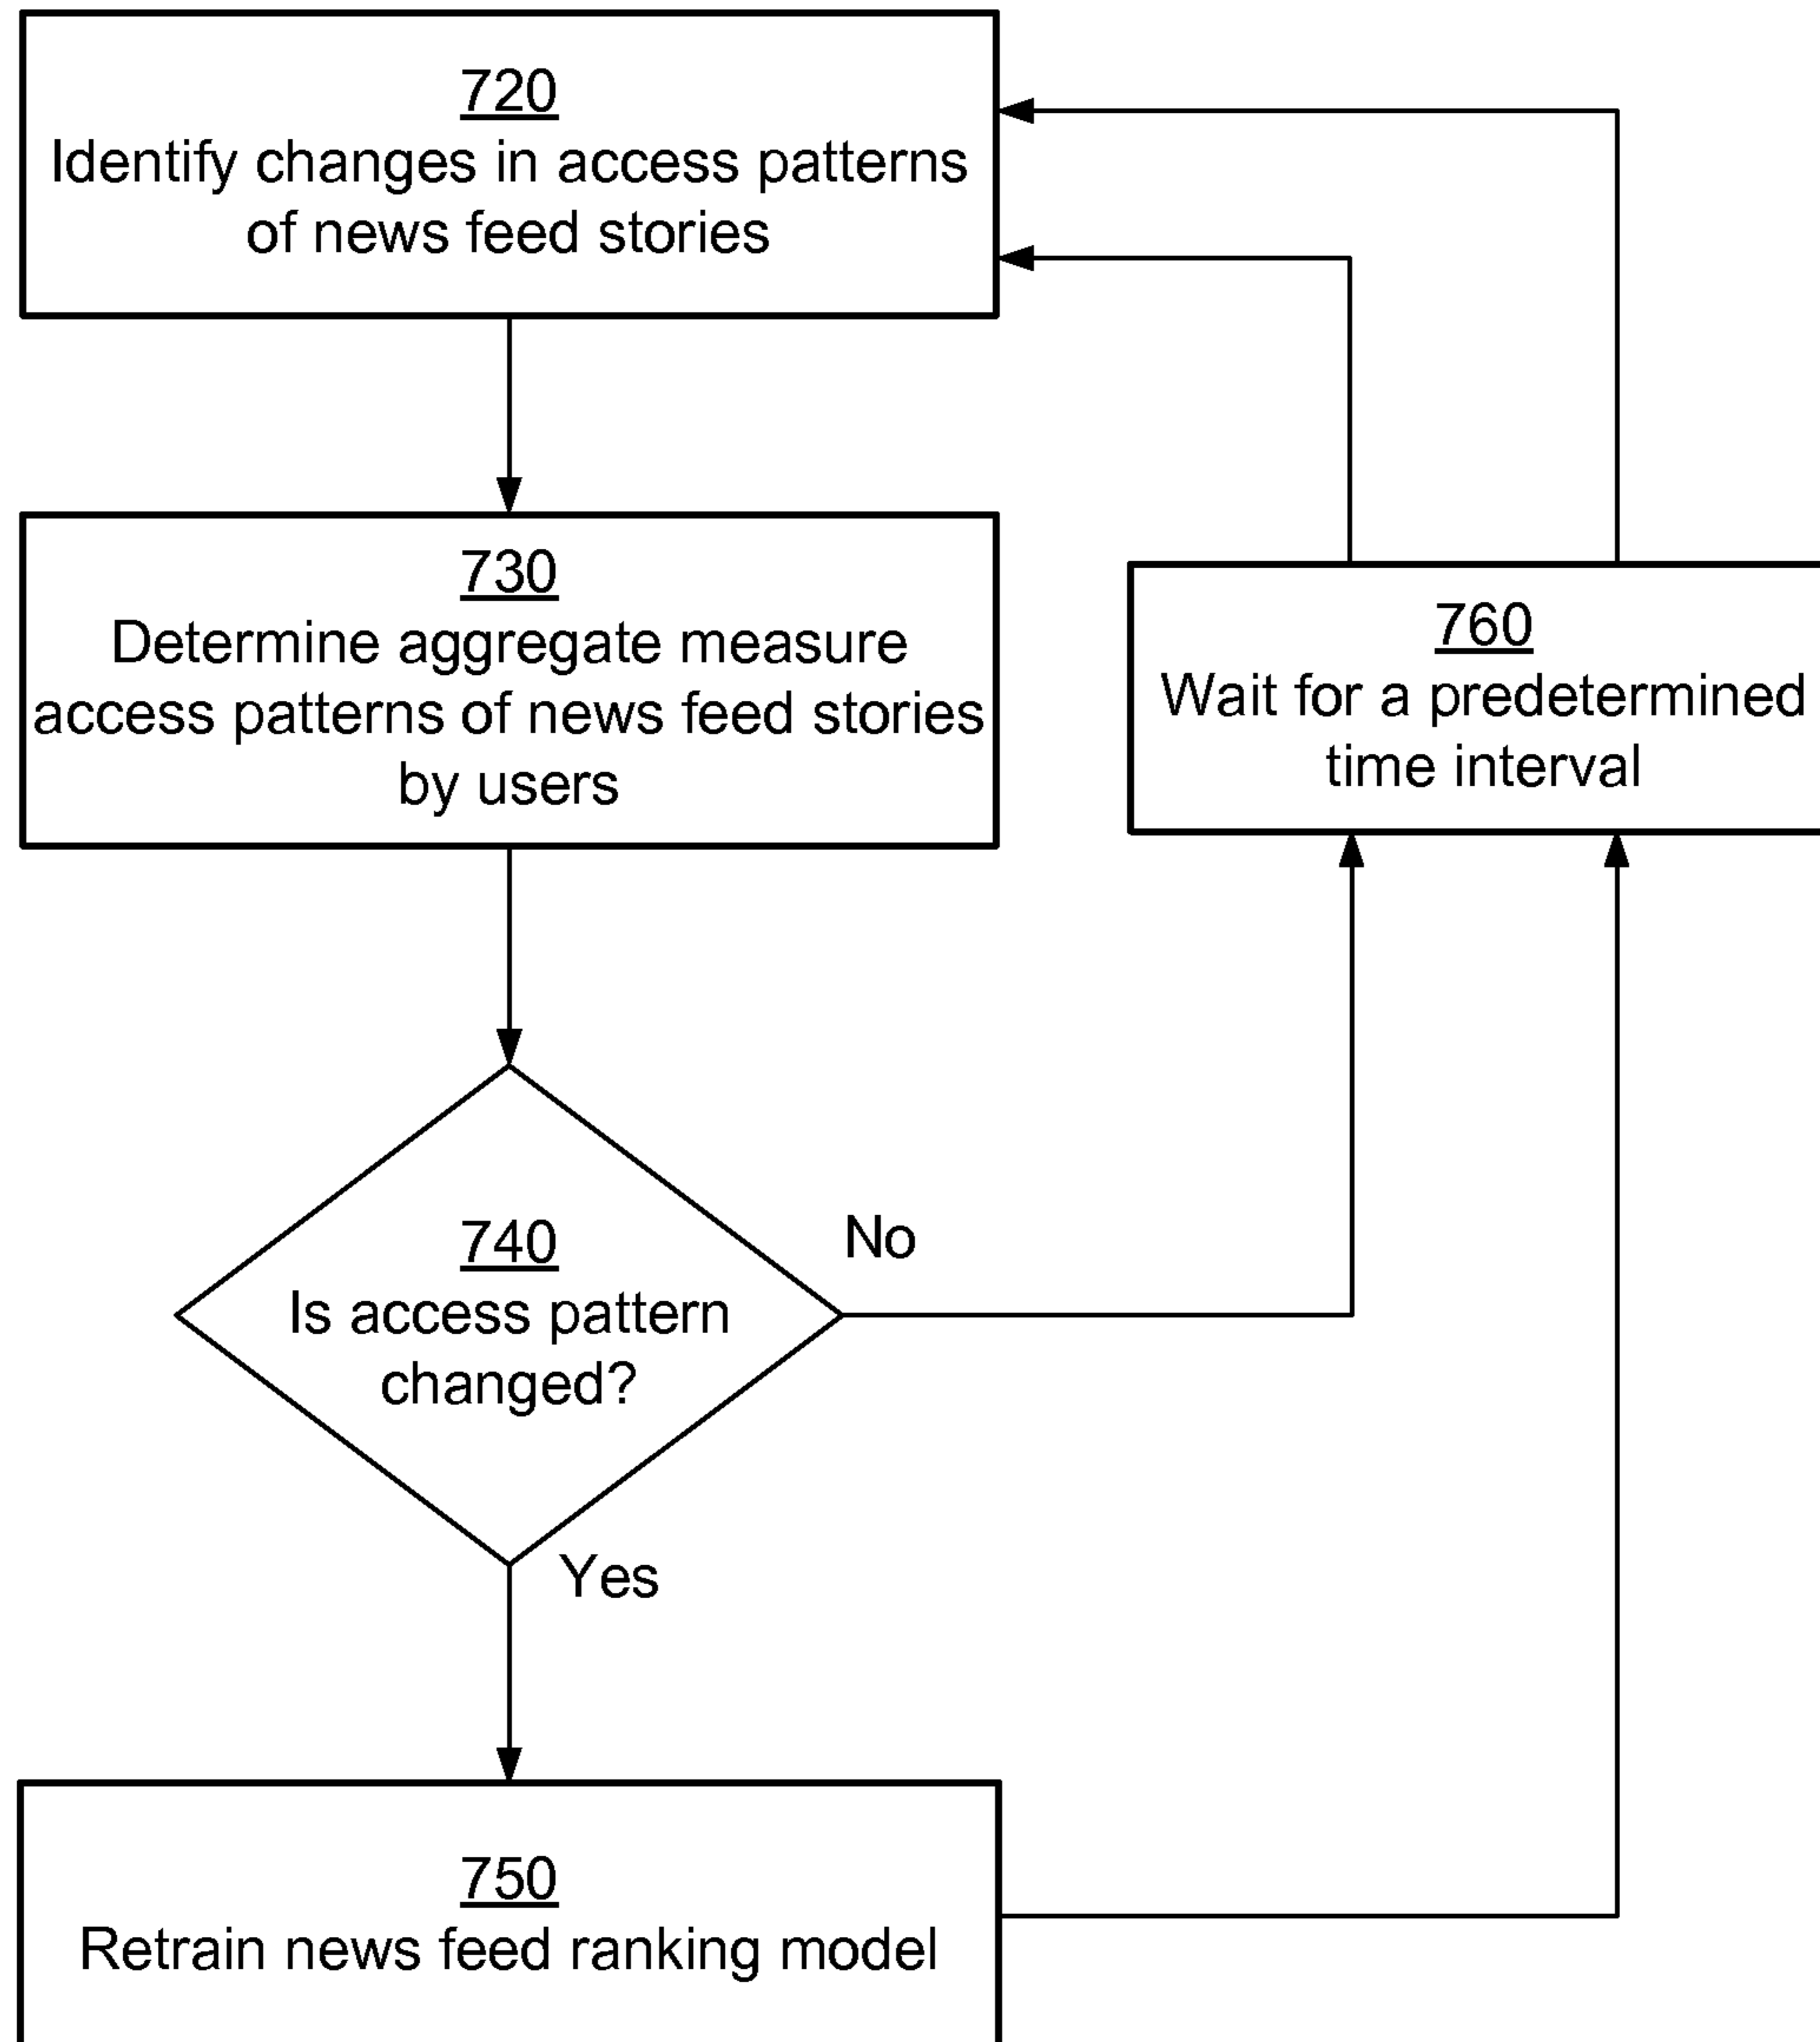 720
Identify changes in access patterns
of news feed stories
730
Determine aggregate measure
access patterns of news feed stories
by users
760
Wait for a predetermined
time interval
740
Is access pattern
changed?
No
Yes
750
Retrain news feed ranking model